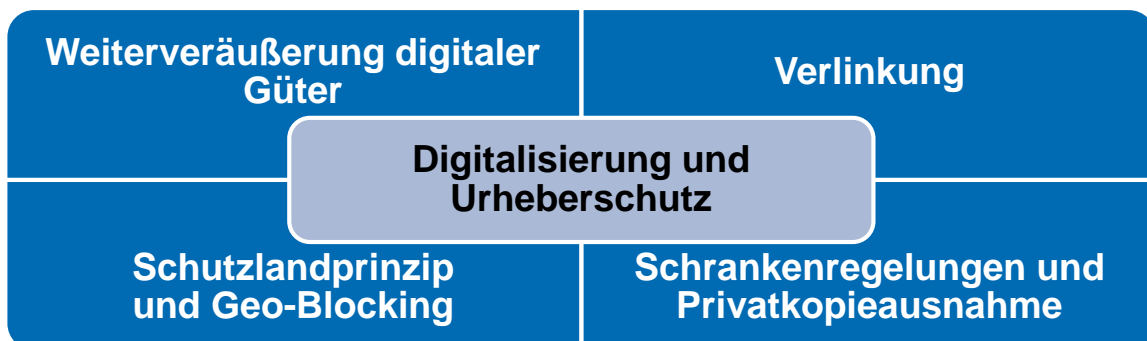 Weiterveräußerung digitaler
Güter
Verlinkung
Digitalisierung und
Urheberschutz
Schutzlandprinzip
und Geo-Blocking
Schrankenregelungen und
Privatkopieausnahme